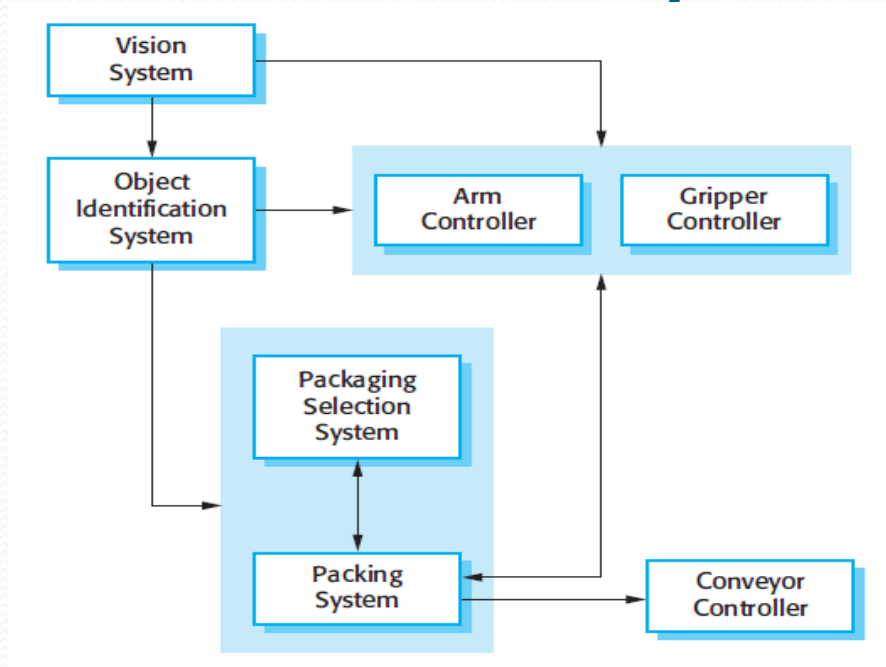 Vision
System
Object
Identification
System
Arm
Controller
Gripper
Controller
Packaging
Selection
System
Packing
System
Conveyor
Controller